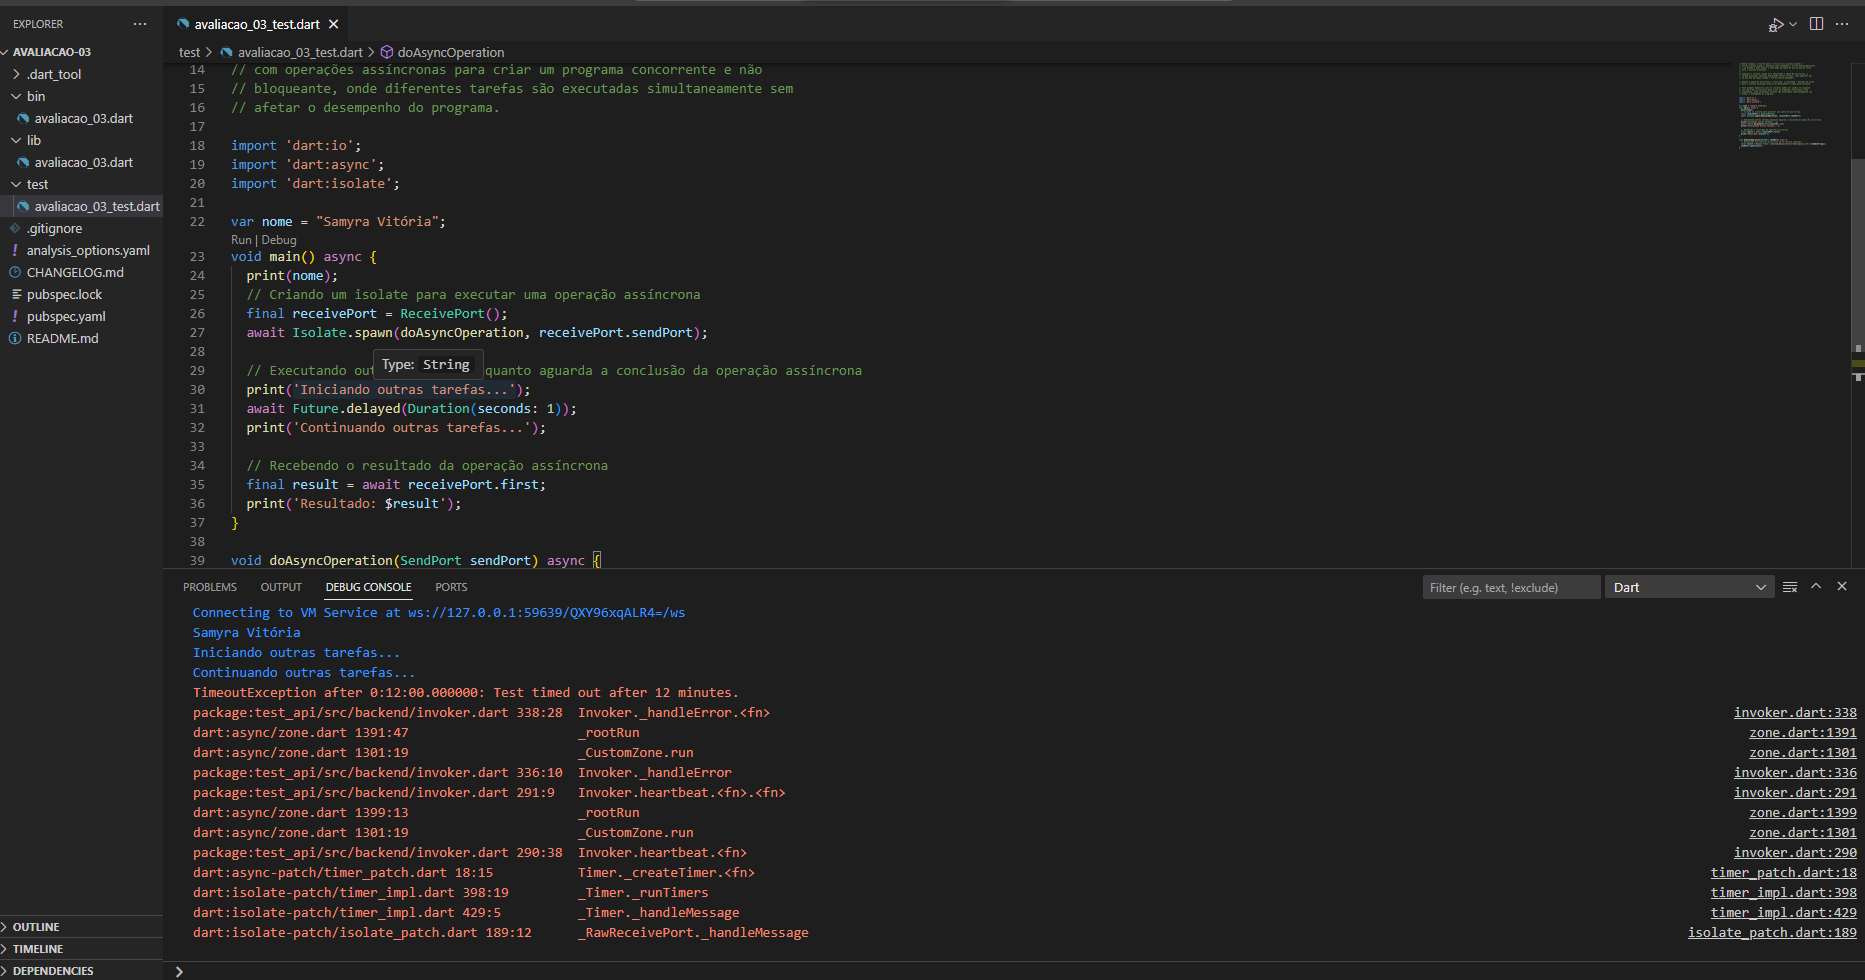 EXPLORER
AVALIACAO-03
.dart_tool
bin
avaliacao_03.dart
lib
avaliacao_03.dart
test
avaliacao_03_test.dart
.gitignore
analysis_options.yaml
CHANGELOG.md
pubspec.lock
pubspec.yaml
README.md
OUTLINE
TIMELINE
DEPENDENCIES
avaliacao_03_test.dart
test > avaliacao_03_test.dart > doAsyncOperation
14 // com operações assíncronas para criar um programa concorrente e não
15 // bloqueante, onde diferentes tarefas são executadas simultaneamente sem
16 // afetar o desempenho do programa.
17
18 import 'dart:io';
19 import 'dart:async';
20 import 'dart:isolate';
21
22 var nome = "Samyra Vitória";
Run | Debug
23 void main() async {
24 print(nome);
25 // Criando um isolate para executar uma operação assíncrona
26 final receivePort = ReceivePort();
27 await Isolate.spawn(doAsyncOperation, receivePort.sendPort);
28
Type: String
29 // Executando out quanto aguarda a conclusão da operação assíncrona
30 print('Iniciando outras tarefas...');
31 await Future.delayed(Duration(seconds: 1));
32 print('Continuando outras tarefas...');
33
34 // Recebendo o resultado da operação assíncrona
35 final result = await receivePort.first;
36 print('Resultado: $result');
37 }
38
39 void doAsyncOperation(SendPort sendPort) async {
PROBLEMS OUTPUT DEBUG CONSOLE PORTS Filter (e.g. text, !exclude) Dart
Connecting to VM Service at ws://127.0.0.1:59639/QXY96xqALR4=/ws
Samyra Vitória
Iniciando outras tarefas...
Continuando outras tarefas...
TimeoutException after 0:12:00.000000: Test timed out after 12 minutes.
package:test_api/src/backend/invoker.dart 338:28 Invoker._handleError.<fn> invoker.dart:338
dart:async/zone.dart 1391:47 _rootRun zone.dart:1391
dart:async/zone.dart 1301:19 _CustomZone.run zone.dart:1301
package:test_api/src/backend/invoker.dart 336:10 Invoker._handleError invoker.dart:336
package:test_api/src/backend/invoker.dart 291:9 Invoker.heartbeat.<fn>.<fn> invoker.dart:291
dart:async/zone.dart 1399:13 _rootRun zone.dart:1399
dart:async/zone.dart 1301:19 _CustomZone.run zone.dart:1301
package:test_api/src/backend/invoker.dart 290:38 Invoker.heartbeat.<fn> invoker.dart:290
dart:async-patch/timer_patch.dart 18:15 Timer._createTimer.<fn> timer_patch.dart:18
dart:isolate-patch/timer_impl.dart 398:19 _Timer._runTimers timer_impl.dart:398
dart:isolate-patch/timer_impl.dart 429:5 _Timer._handleMessage timer_impl.dart:429
dart:isolate-patch/isolate_patch.dart 189:12 _RawReceivePort._handleMessage isolate_patch.dart:189